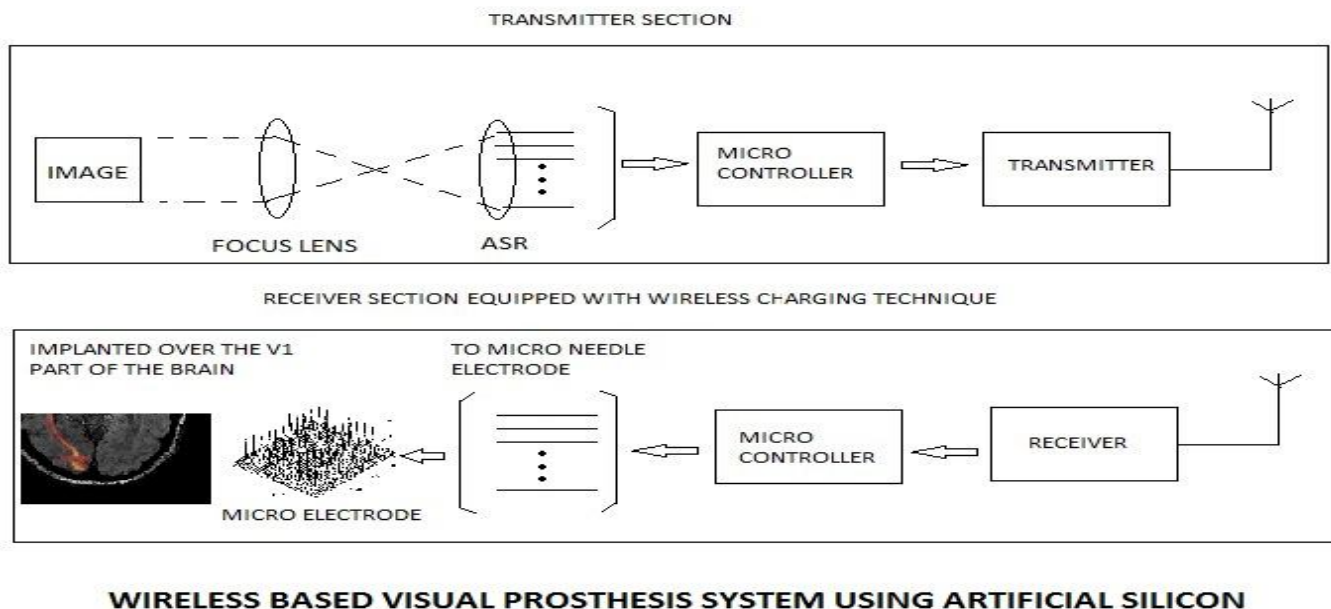 TRANSMITTER SECTION
IMAGE
FOCUS LENS
ASR
MICRO
CONTROLLER
TRANSMITTER
RECEIVER SECTION EQUIPPED WITH WIRELESS CHARGING TECHNIQUE
IMPLANTED OVER THE V1
PART OF THE BRAIN
TO MICRO NEEDLE
ELECTRODE
MICRO
CONTROLLER
RECEIVER
MICRO ELECTRODE
WIRELESS BASED VISUAL PROSTHESIS SYSTEM USING ARTIFICIAL SILICON